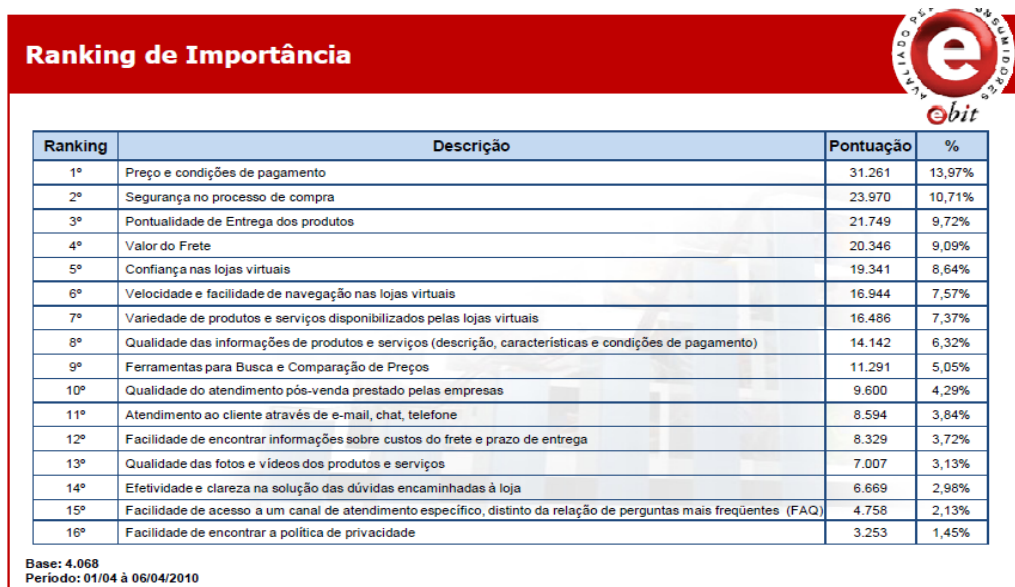 Ranking de Importância
AVALIADO PELOS CONSUMIDORES
e
ebit
Ranking Descrição Pontuação %
1º Preço e condições de pagamento 31.261 13,97%
2º Segurança no processo de compra 23.970 10,71%
3º Pontualidade de Entrega dos produtos 21.749 9,72%
4º Valor do Frete 20.346 9,09%
5º Confiança nas lojas virtuais 19.341 8,64%
6º Velocidade e facilidade de navegação nas lojas virtuais 16.944 7,57%
7º Variedade de produtos e serviços disponibilizados pelas lojas virtuais 16.486 7,37%
8º Qualidade das informações de produtos e serviços (descrição, características e condições de pagamento) 14.142 6,32%
9º Ferramentas para Busca e Comparação de Preços 11.291 5,05%
10º Qualidade do atendimento pós-venda prestado pelas empresas 9.600 4,29%
11º Atendimento ao cliente através de e-mail, chat, telefone 8.594 3,84%
12º Facilidade de encontrar informações sobre custos do frete e prazo de entrega 8.329 3,72%
13º Qualidade das fotos e vídeos dos produtos e serviços 7.007 3,13%
14º Efetividade e clareza na solução das dúvidas encaminhadas à loja 6.669 2,98%
15º Facilidade de acesso a um canal de atendimento específico, distinto da relação de perguntas mais freqüentes (FAQ) 4.758 2,13%
16º Facilidade de encontrar a política de privacidade 3.253 1,45%
Base: 4.068
Período: 01/04 à 06/04/2010